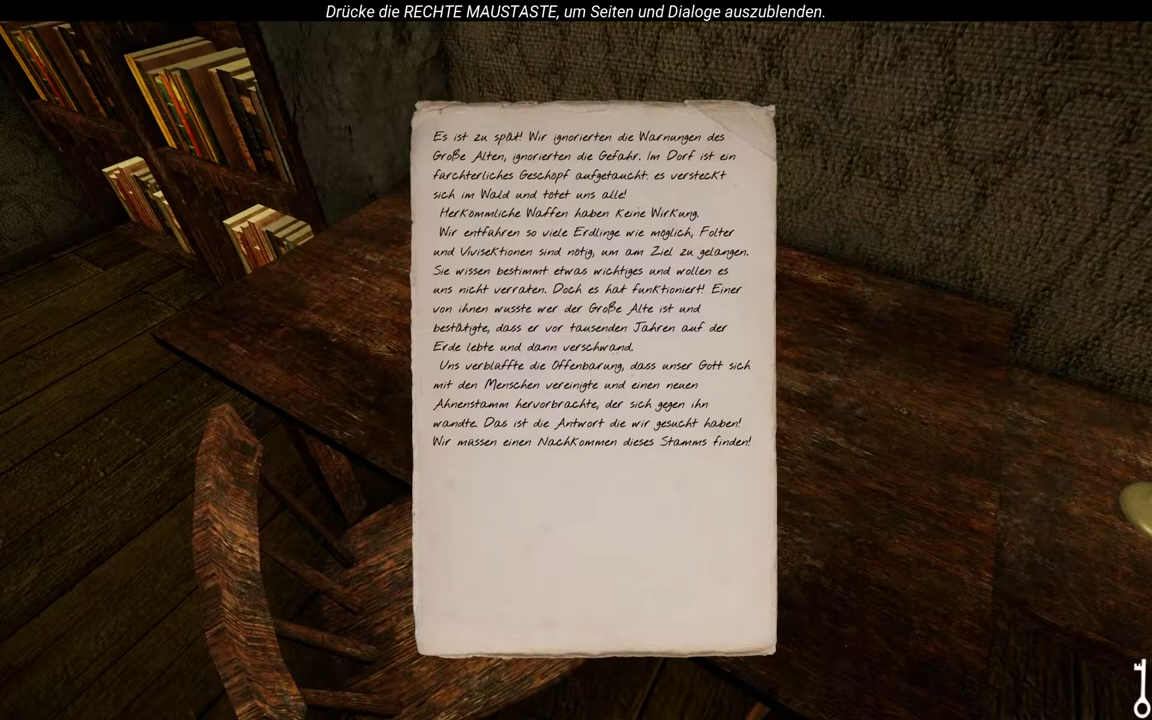 Drücke die RECHTE MAUSTASTE, um Seiten und Dialoge auszublenden.
Es ist zu spät! Wir ignorierten die Warnungen des
Große Alten, ignorierten die Gefahr. Im Dorf ist ein
fürchterliches Geschöpf aufgetaucht: es versteckt
sich im Wald und tötet uns alle!
Herkömmliche Waffen haben keine Wirkung.
Wir entführen so viele Erdlinge wie möglich, Folter
und Vivisektionen sind nötig, um am Ziel zu gelangen.
Sie wissen bestimmt etwas wichtiges und wollen es
uns nicht verraten. Doch es hat funktioniert! Einer
von ihnen wusste wer der Große Alte ist und
bestätigte, dass er vor tausenden Jahren auf der
Erde lebte und dann verschwand.
Uns verblüffte die Offenbarung, dass unser Gott sich
mit den Menschen vereinigte und einen neuen
Ahnenstamm hervorbrachte, der sich gegen ihn
wandte. Das ist die Antwort die wir gesucht haben!
Wir müssen einen Nachkommen dieses Stamms finden!